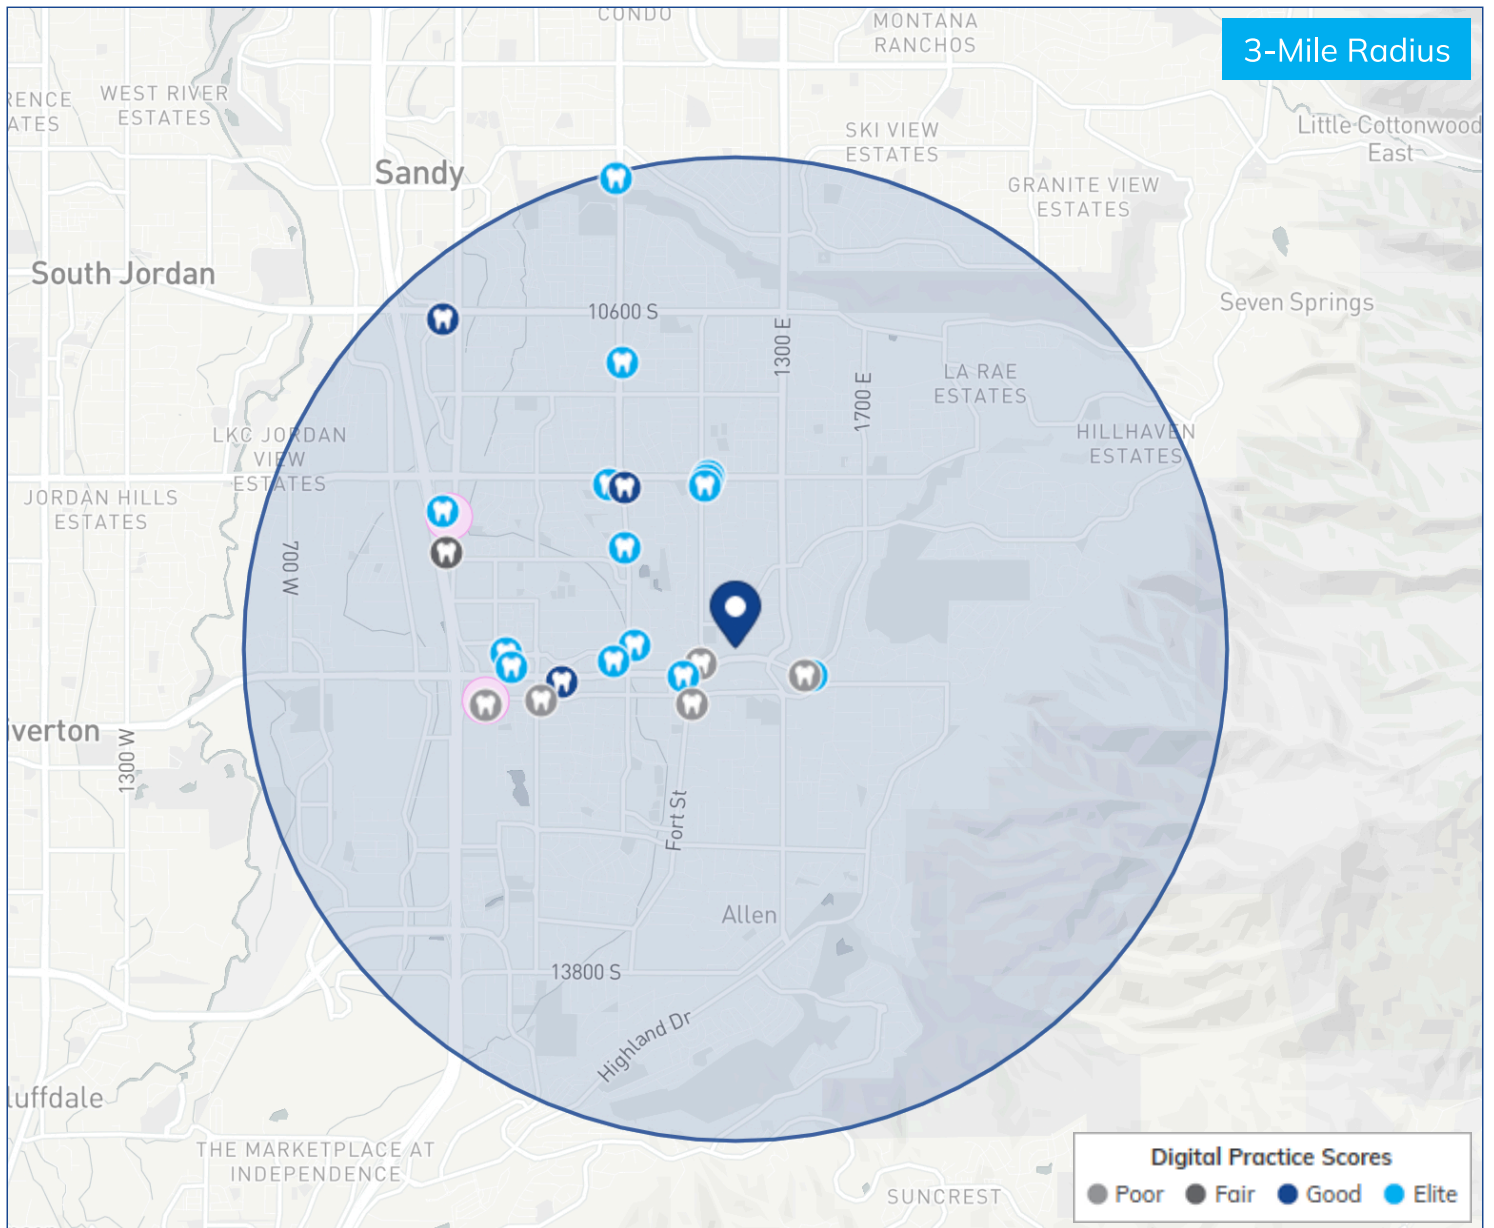 CONDO
MONTANA
RANCHOS
3-Mile Radius
RENCE
ATES
WEST RIVER
ESTATES
SKI VIEW
ESTATES
Little Cottonwood
East
Sandy
GRANITE VIEW
ESTATES
South Jordan
Seven Springs
10600 S
1300 E
1700 E
LA RAE
ESTATES
LKC JORDAN
VIEW
ESTATES
HILLHAVEN
ESTATES
JORDAN HILLS
ESTATES
700 W
iverton
1300 W
Fort St
Allen
13800 S
Highland Dr
luffdale
THE MARKETPLACE AT
INDEPENDENCE
SUNCREST
Digital Practice Scores
Poor Fair Good Elite